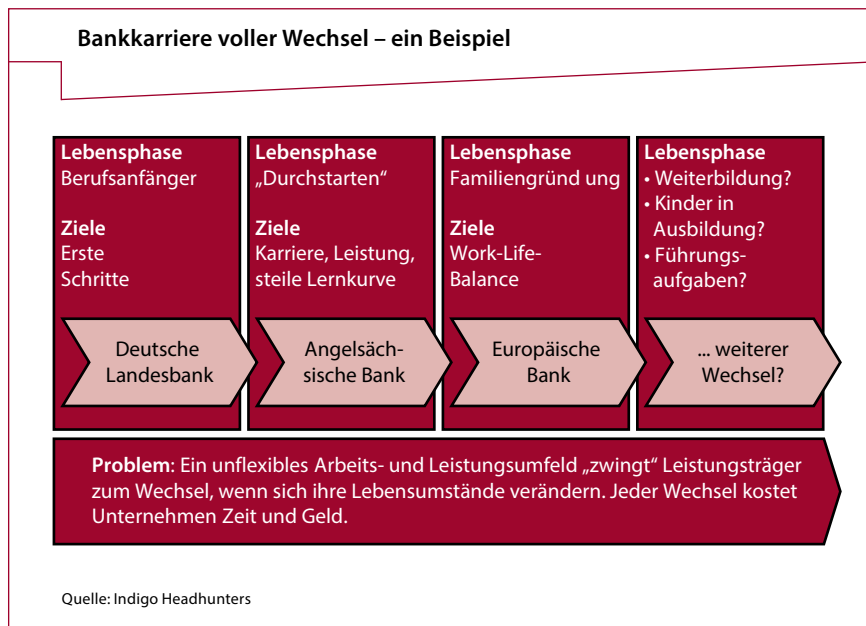 Bankkarriere voller Wechsel – ein Beispiel
Lebensphase
Berufsanfänger
Ziele
Erste
Schritte
Deutsche
Landesbank
Lebensphase
„Durchstarten“
Ziele
Karriere, Leistung,
steile Lernkurve
Angelsäch-
sische Bank
Lebensphase
Familiengründ ung
Ziele
Work-Life-
Balance
Europäische
Bank
Lebensphase
• Weiterbildung?
• Kinder in
Ausbildung?
• Führungs-
aufgaben?
... weiterer
Wechsel?
Problem: Ein unflexibles Arbeits- und Leistungsumfeld „zwingt“ Leistungsträger
zum Wechsel, wenn sich ihre Lebensumstände verändern. Jeder Wechsel kostet
Unternehmen Zeit und Geld.
Quelle: Indigo Headhunters